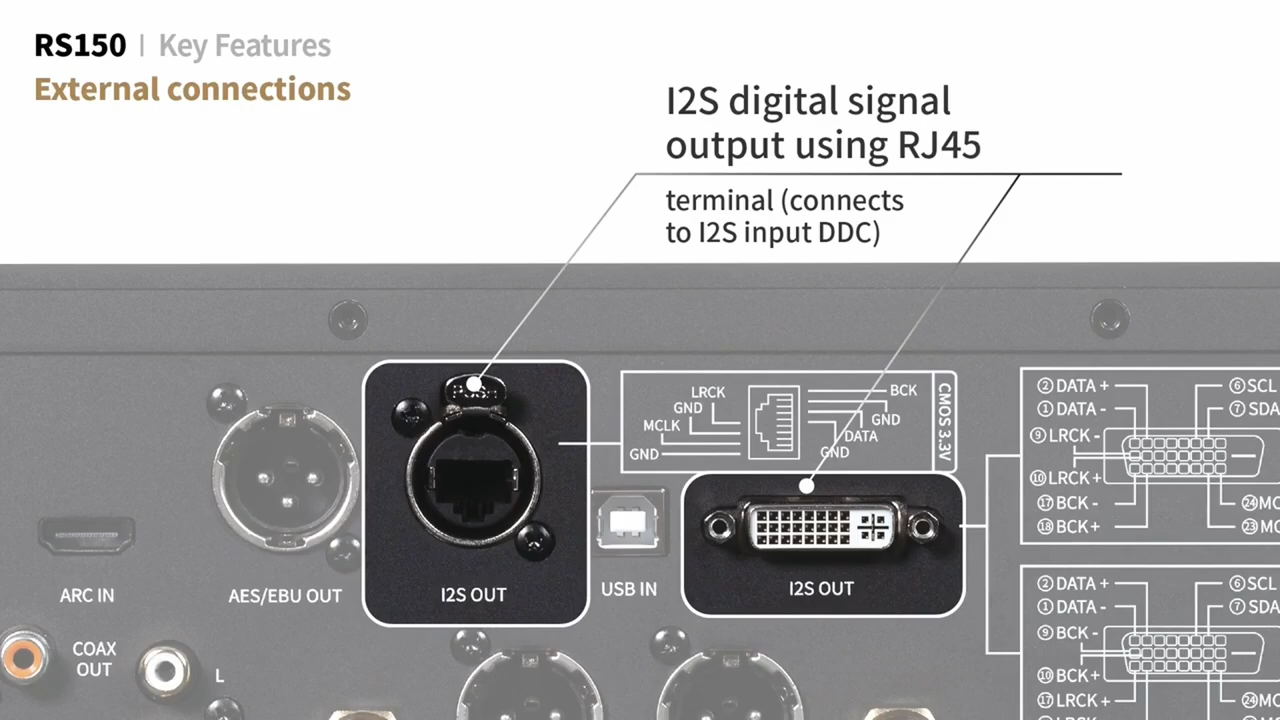 RS150 | Key Features
External connections
I2S digital signal
output using RJ45
terminal (connects
to I2S input DDC)
PUSH
LRCK
GND
MCLK
GND
BCK
GND
DATA
GND
CMOS 3.3V
②DATA +
①DATA -
⑨LRCK -
⑩LRCK+
⑰BCK -
⑱BCK+
⑥SCL
⑦SDA
㉔MC
㉓MC
ARC IN
AES/EBU OUT
I2S OUT
USB IN
I2S OUT
COAX
OUT
L
②DATA +
①DATA -
⑨BCK -
⑩BCK+
⑰LRCK +
⑥SCL
⑦SDA
㉔MC